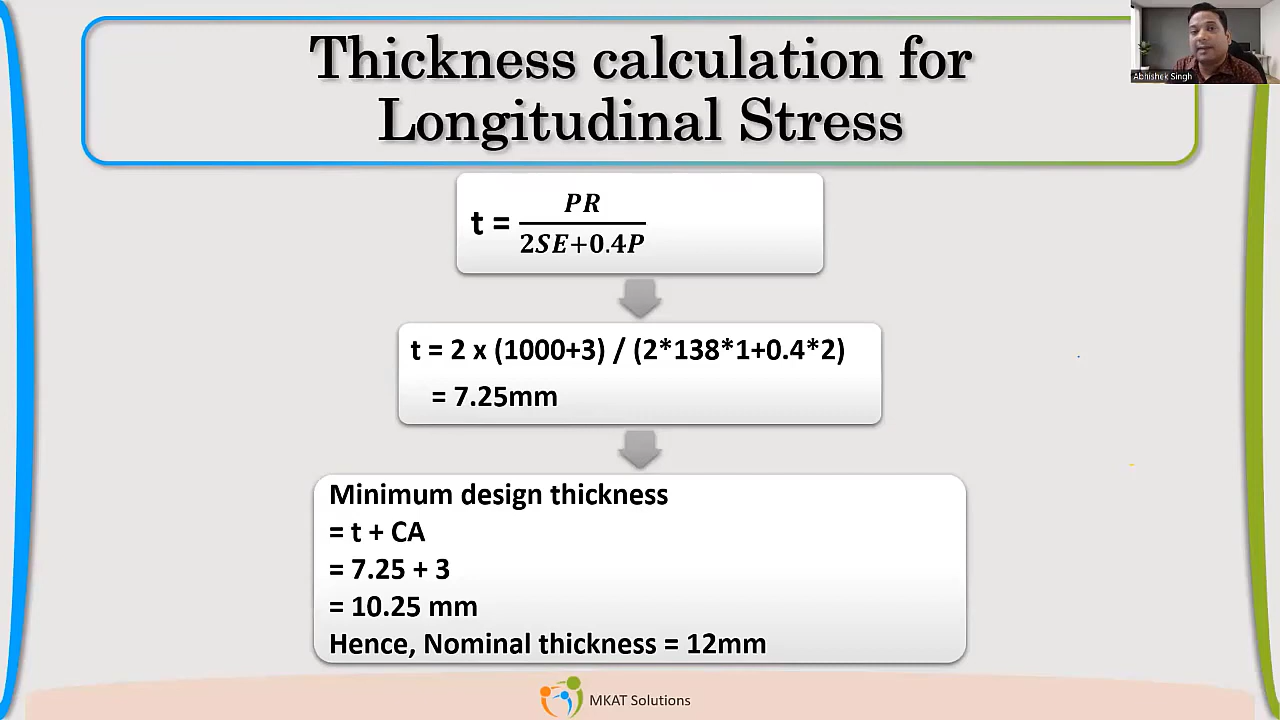 Thickness calculation for
Longitudinal Stress
Abhishek Singh
t = PR / 2SE+0.4P
t = 2 x (1000+3) / (2*138*1+0.4*2)
= 7.25mm
Minimum design thickness
= t + CA
= 7.25 + 3
= 10.25 mm
Hence, Nominal thickness = 12mm
MKAT Solutions